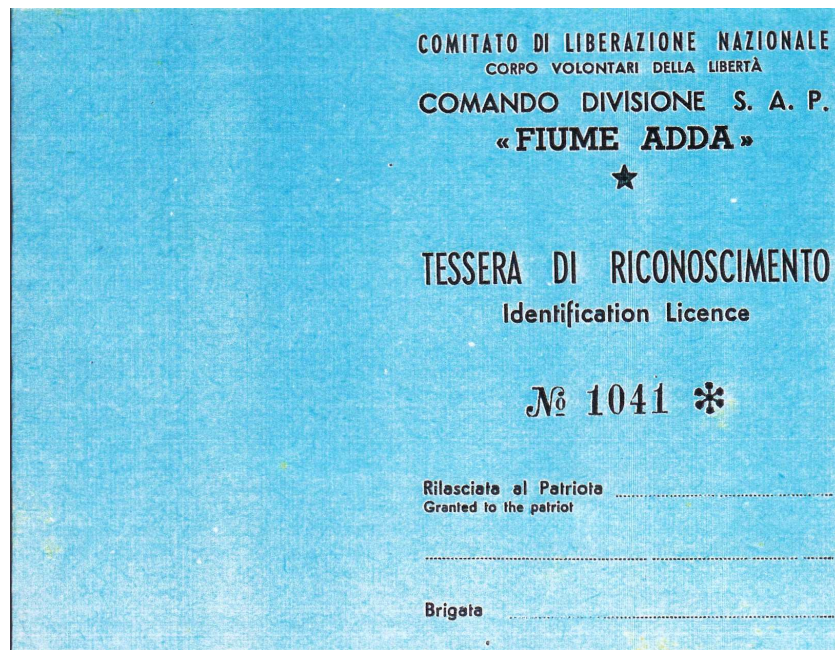 COMITATO DI LIBERAZIONE NAZIONALE
CORPO VOLONTARI DELLA LIBERTÀ
COMANDO DIVISIONE S. A. P.
«FIUME ADDA»
TESSERA DI RICONOSCIMENTO
Identification Licence
№ 1041 *
Rilasciata al Patriota
Granted to the patriot
Brigata